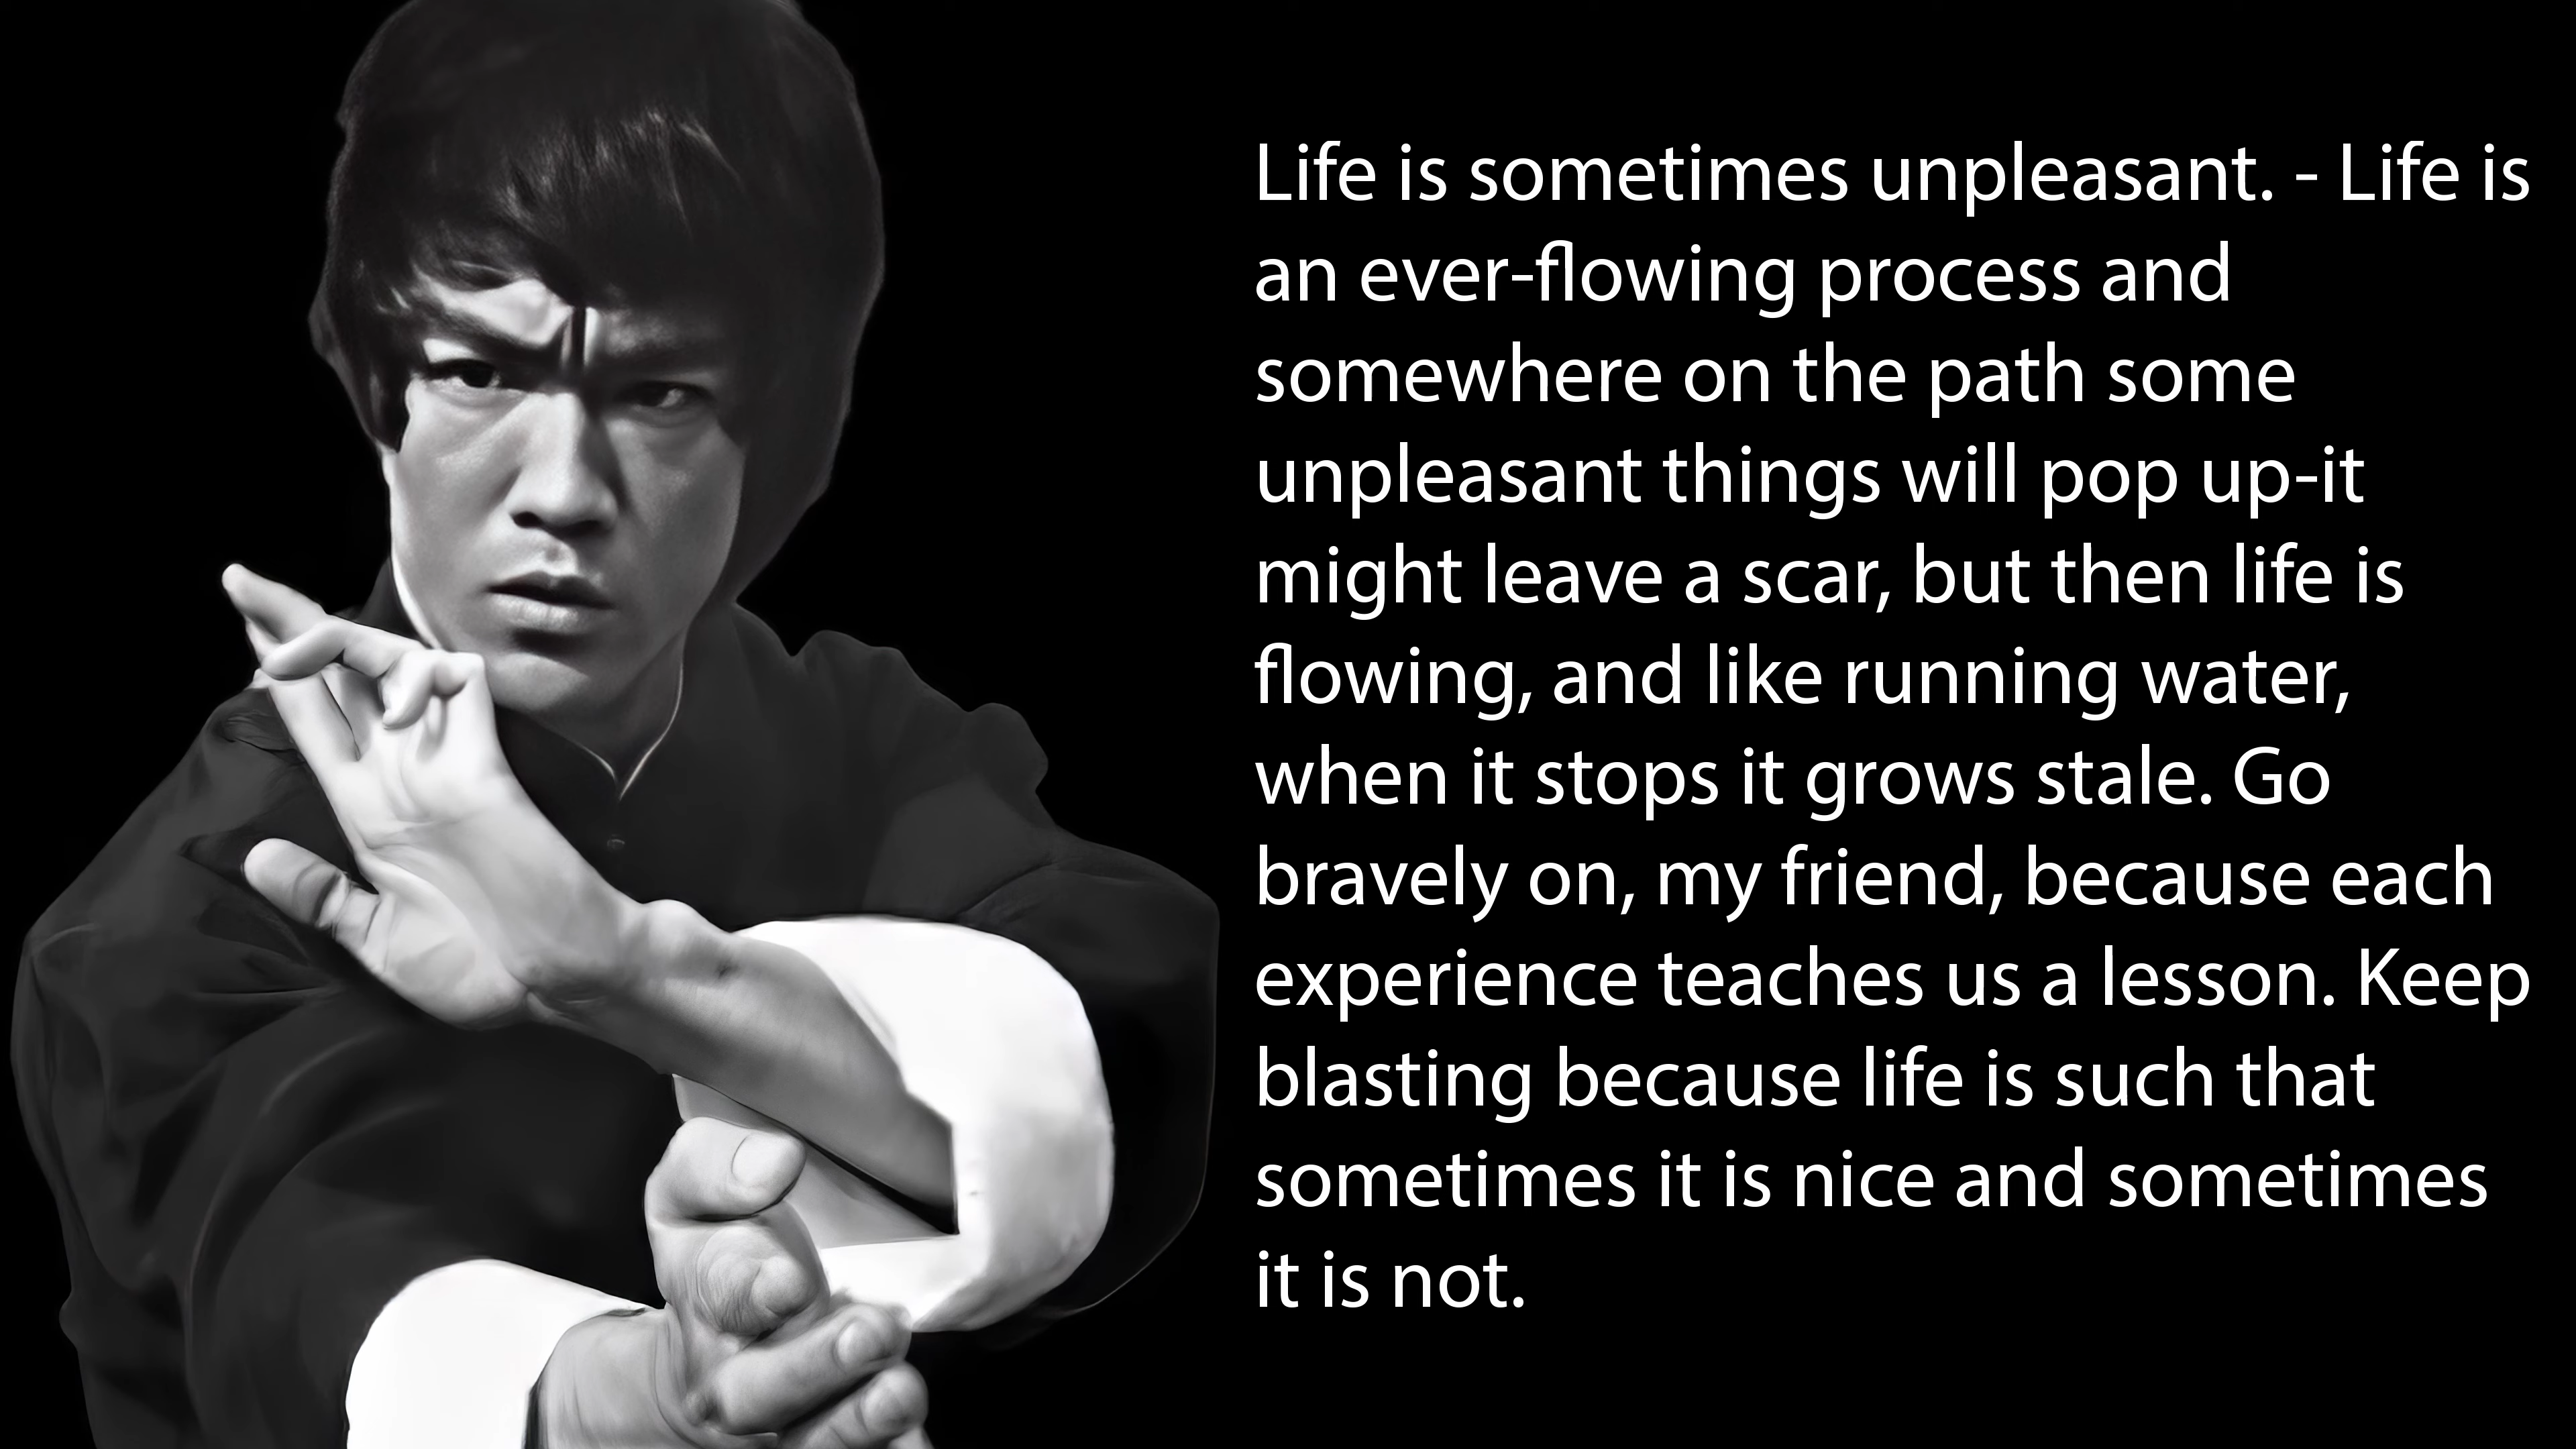 Life is sometimes unpleasant. - Life is
an ever-flowing process and
somewhere on the path some
unpleasant things will pop up-it
might leave a scar, but then life is
flowing, and like running water,
when it stops it grows stale. Go
bravely on, my friend, because each
experience teaches us a lesson. Keep
blasting because life is such that
sometimes it is nice and sometimes
it is not.